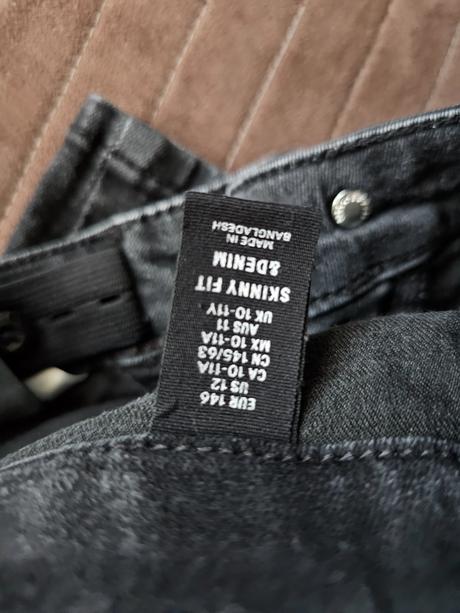 EUR 146
US 12
CA 10-11A
CN 145/63
MX 10-11A
AUS 11
UK 10-11Y
SKINNY FIT
&DENIM
MADE IN
BANGLADESH